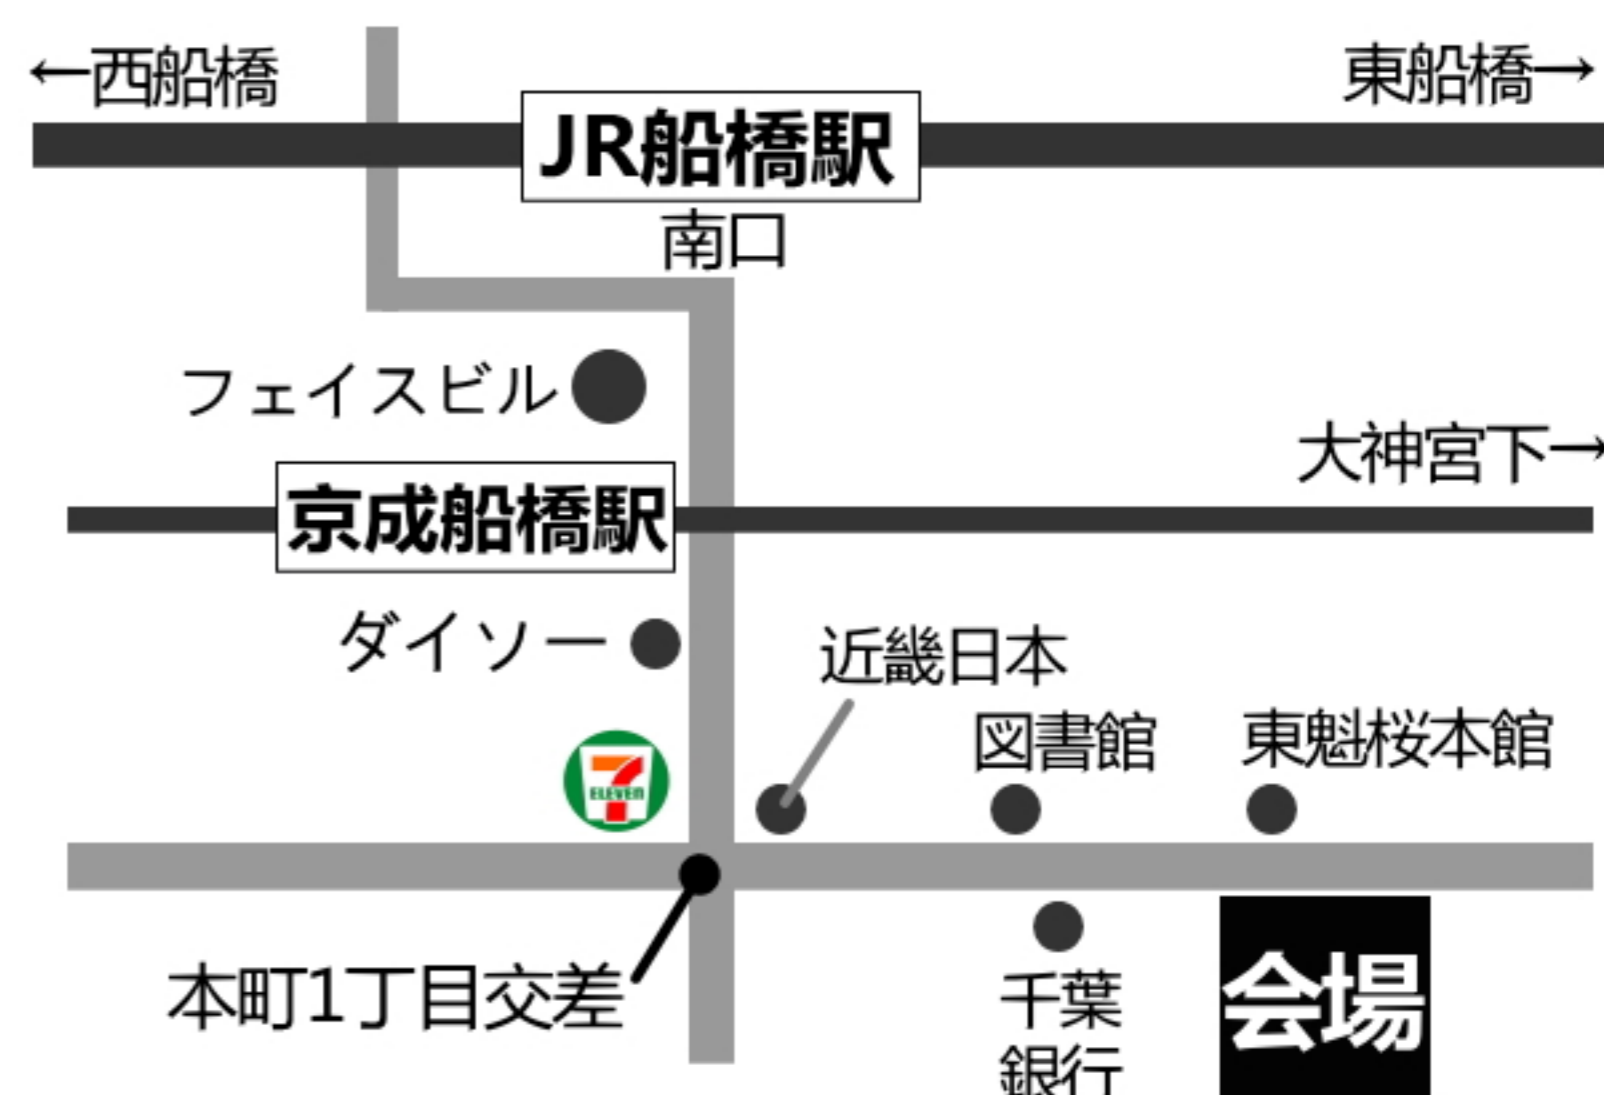 ←西船橋
東船橋→
JR船橋駅
南口
フェイスビル
大神宮下→
京成船橋駅
ダイソー
近畿日本
図書館
東魁桜本館
7
ELEVEN
本町1丁目交差
千葉
銀行
会場